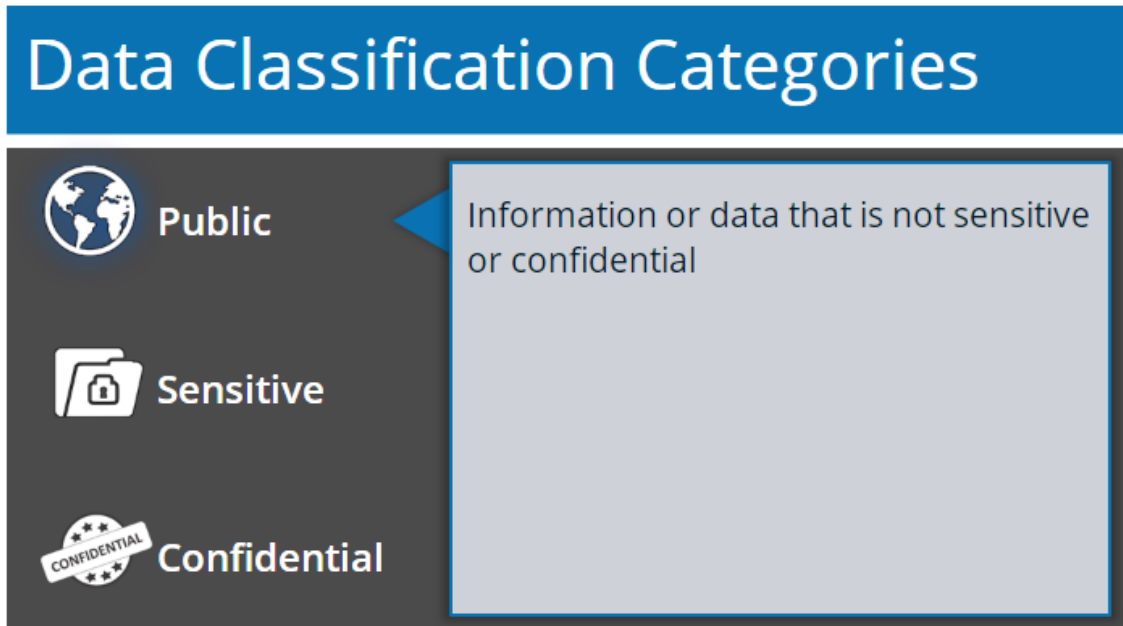 Data Classification Categories
Public
Information or data that is not sensitive
or confidential
Sensitive
CONFIDENTIAL
Confidential